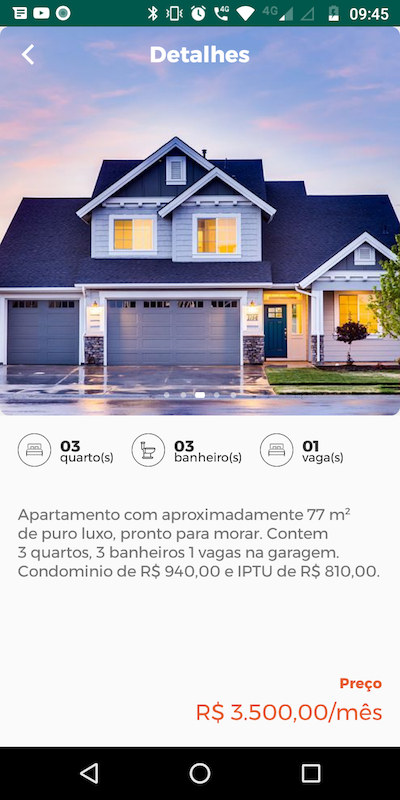 4G 4G 09:45
Detalhes
03 03 01
quarto(s) banheiro(s) vaga(s)
Apartamento com aproximadamente 77 m²
de puro luxo, pronto para morar. Contem
3 quartos, 3 banheiros 1 vagas na garagem.
Condominio de R$ 940,00 e IPTU de R$ 810,00.
Preço
R$ 3.500,00/mês